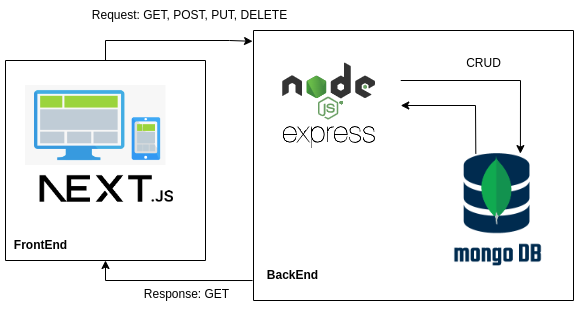 Request: GET, POST, PUT, DELETE
CRUD
node
JS
express
NEXT.JS
mongo DB
FrontEnd
BackEnd
Response: GET